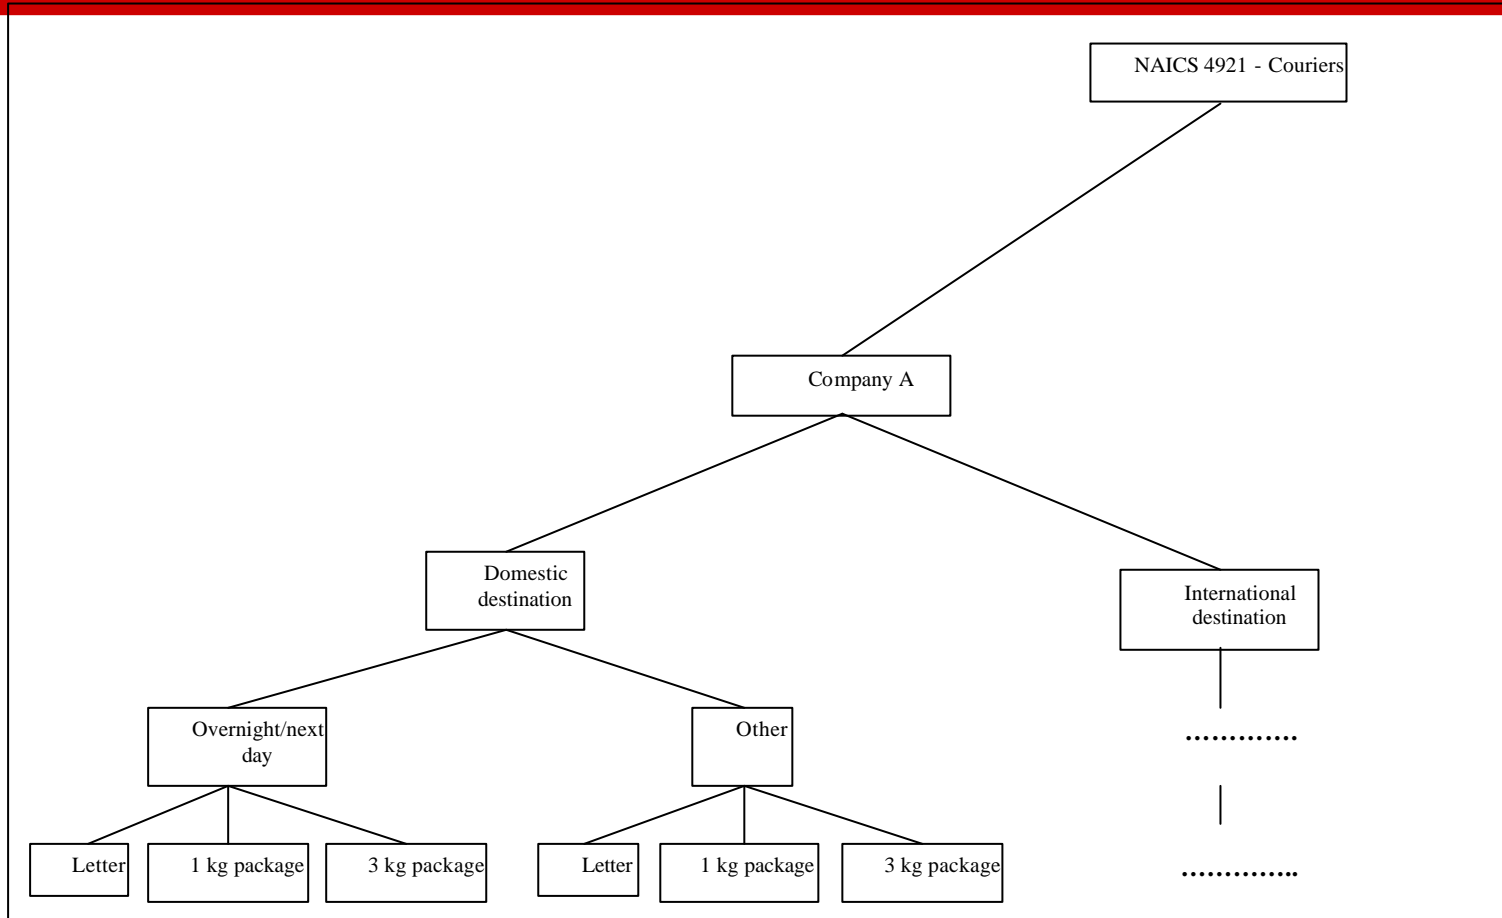 NAICS 4921 - Couriers
Company A
Domestic
destination
International
destination
Overnight/next
day
Other
………….
Letter
1 kg package
3 kg package
Letter
1 kg package
3 kg package
…………..